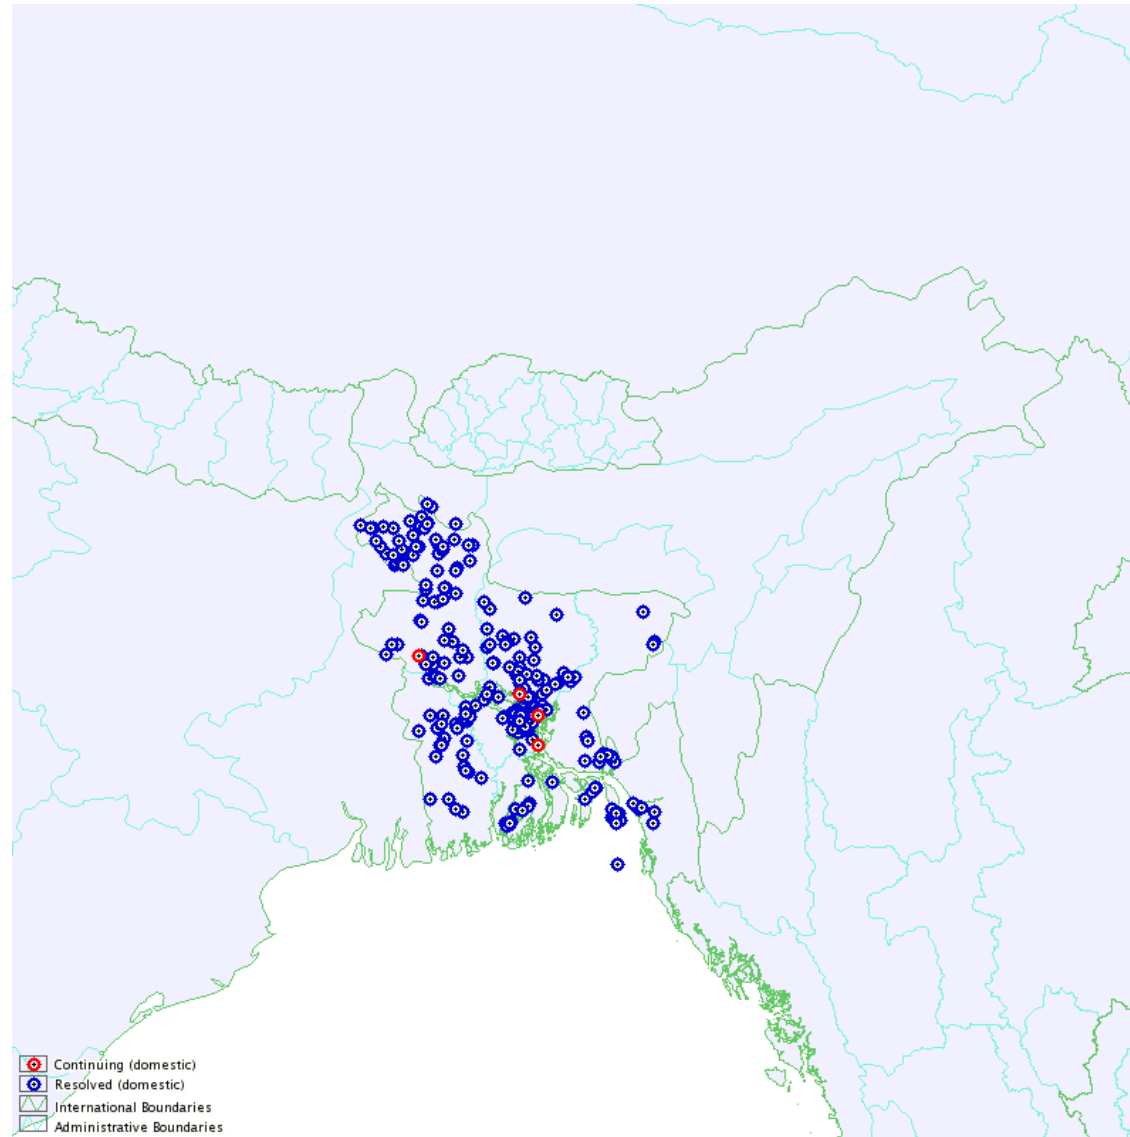 Continuing (domestic)
Resolved (domestic)
International Boundaries
Administrative Boundaries